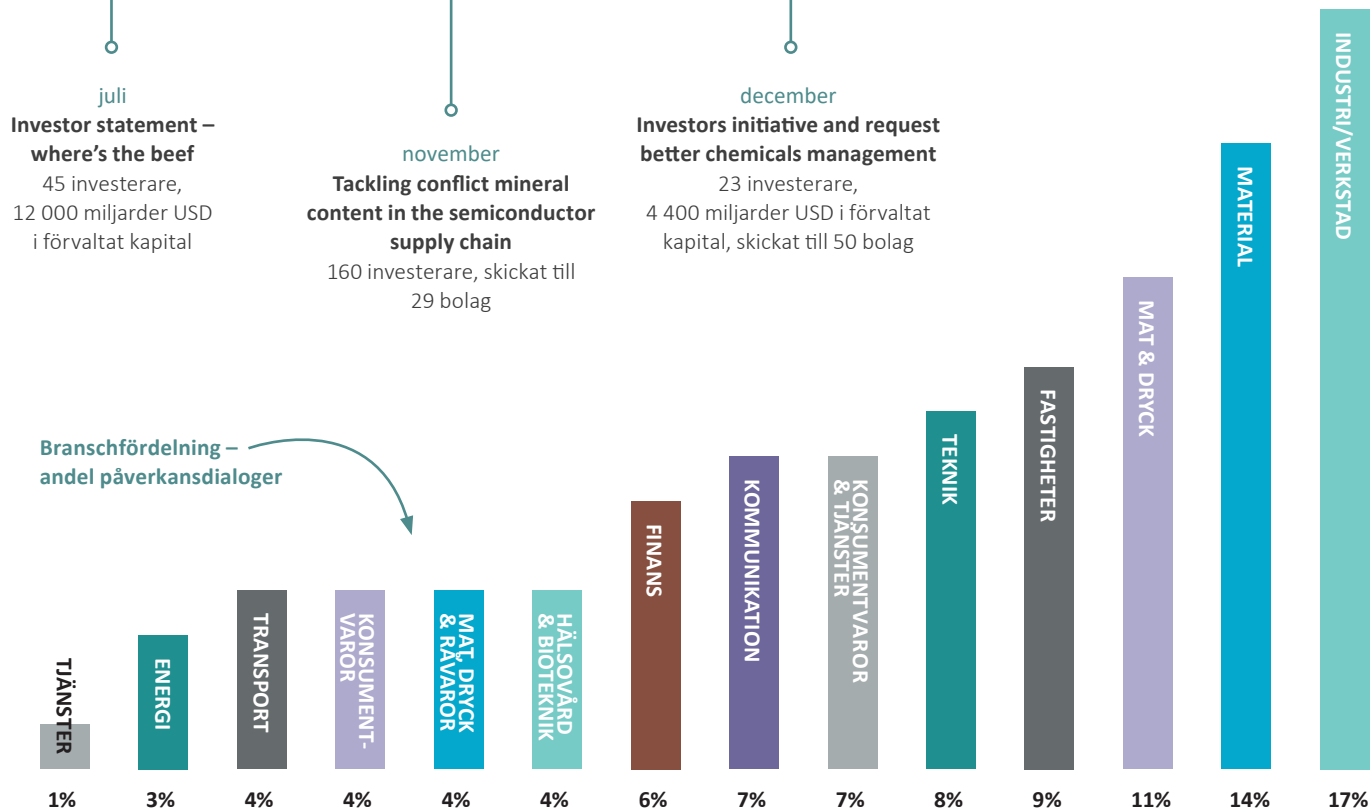 juli
Investor statement –
where's the beef
45 investerare,
12 000 miljarder USD
i förvaltat kapital
november
Tackling conflict mineral
content in the semiconductor
supply chain
160 investerare, skickat till
29 bolag
december
Investors initiative and request
better chemicals management
23 investerare,
4 400 miljarder USD i förvaltat
kapital, skickat till 50 bolag
Branschfördelning –
andel påverkansdialoger
TJÄNSTER
ENERGI
TRANSPORT
KONSUMENT-
VAROR
MAT, DRYCK
& RÅVAROR
HÄLSOVÅRD
& BIOTEKNIK
FINANS
KOMMUNIKATION
KONSUMENTVAROR
& TJÄNSTER
TEKNIK
FASTIGHETER
MAT & DRYCK
MATERIAL
INDUSTRI/VERKSTAD
1% 3% 4% 4% 4% 4% 6% 7% 7% 8% 9% 11% 14% 17%